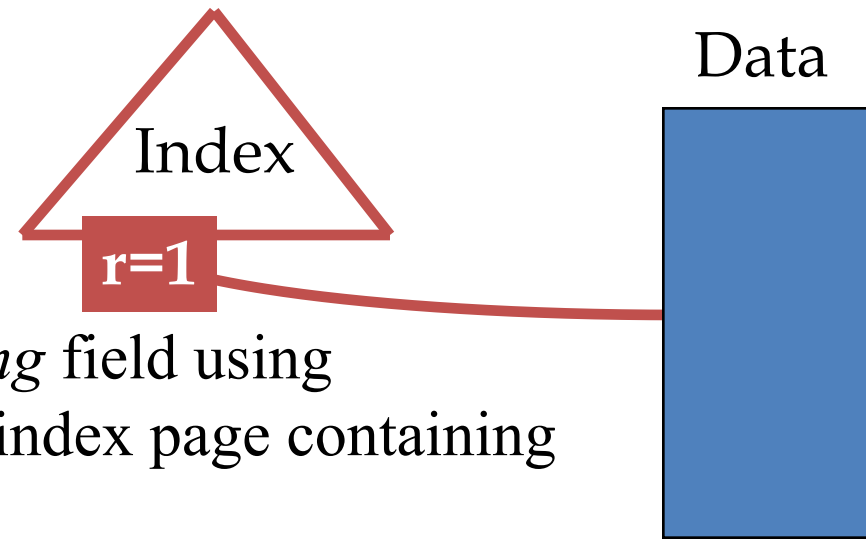 Data
Index
r=1
field using
index page containing